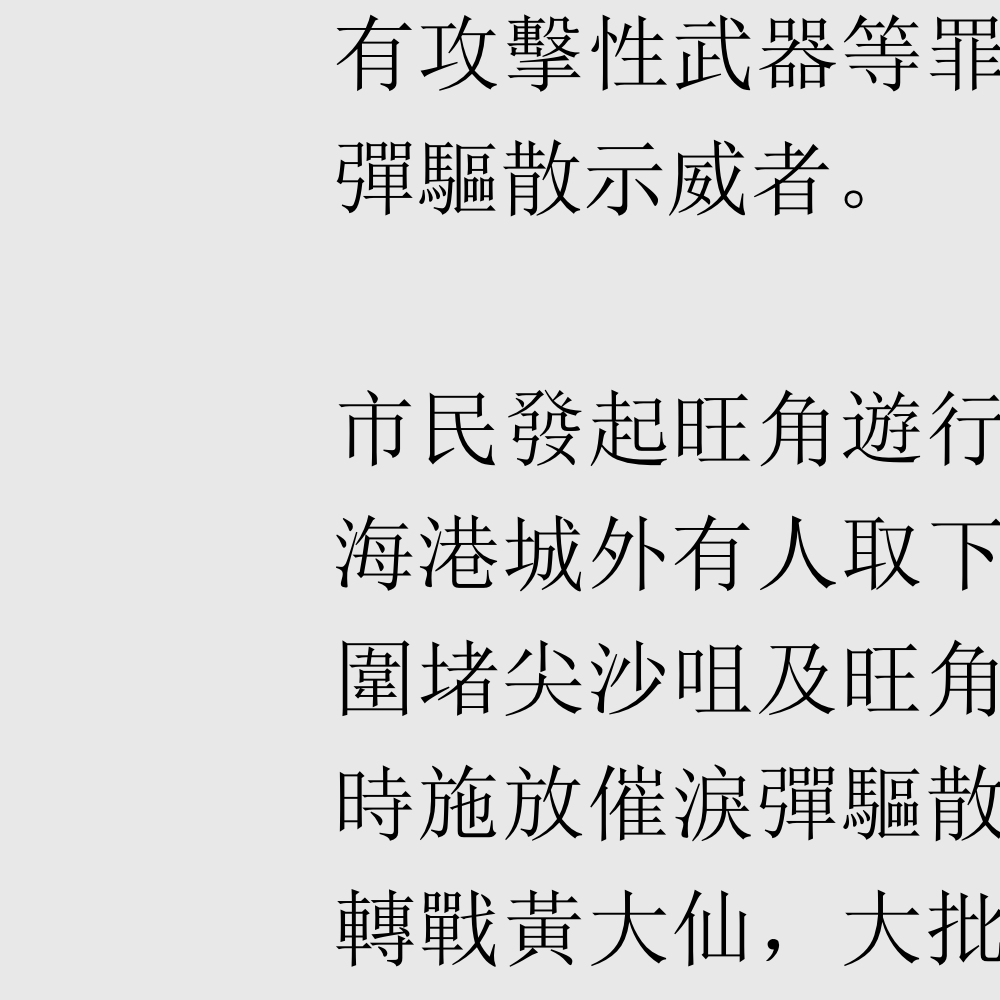 有攻擊性武器等罪
彈驅散示威者。
市民發起旺角遊行
海港城外有人取下
圍堵尖沙咀及旺角
時施放催淚彈驅散
轉戰黃大仙，大批